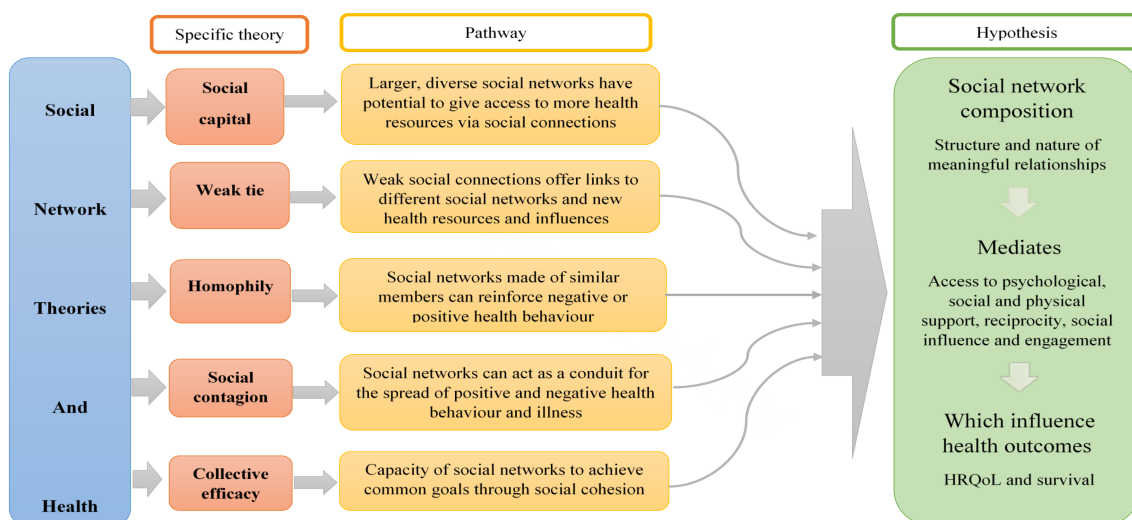 Specific theory
Pathway
Hypothesis
Social
Network
Theories
And
Health
Social
capital
Larger, diverse social networks have
potential to give access to more health
resources via social connections
Weak tie
Weak social connections offer links to
different social networks and new
health resources and influences
Homophily
Social networks made of similar
members can reinforce negative or
positive health behaviour
Social
contagion
Social networks can act as a conduit for
the spread of positive and negative health
behaviour and illness
Collective
efficacy
Capacity of social networks to achieve
common goals through social cohesion
Social network
composition
Structure and nature of
meaningful relationships
Mediates
Access to psychological,
social and physical
support, reciprocity, social
influence and engagement
Which influence
health outcomes
HRQoL and survival